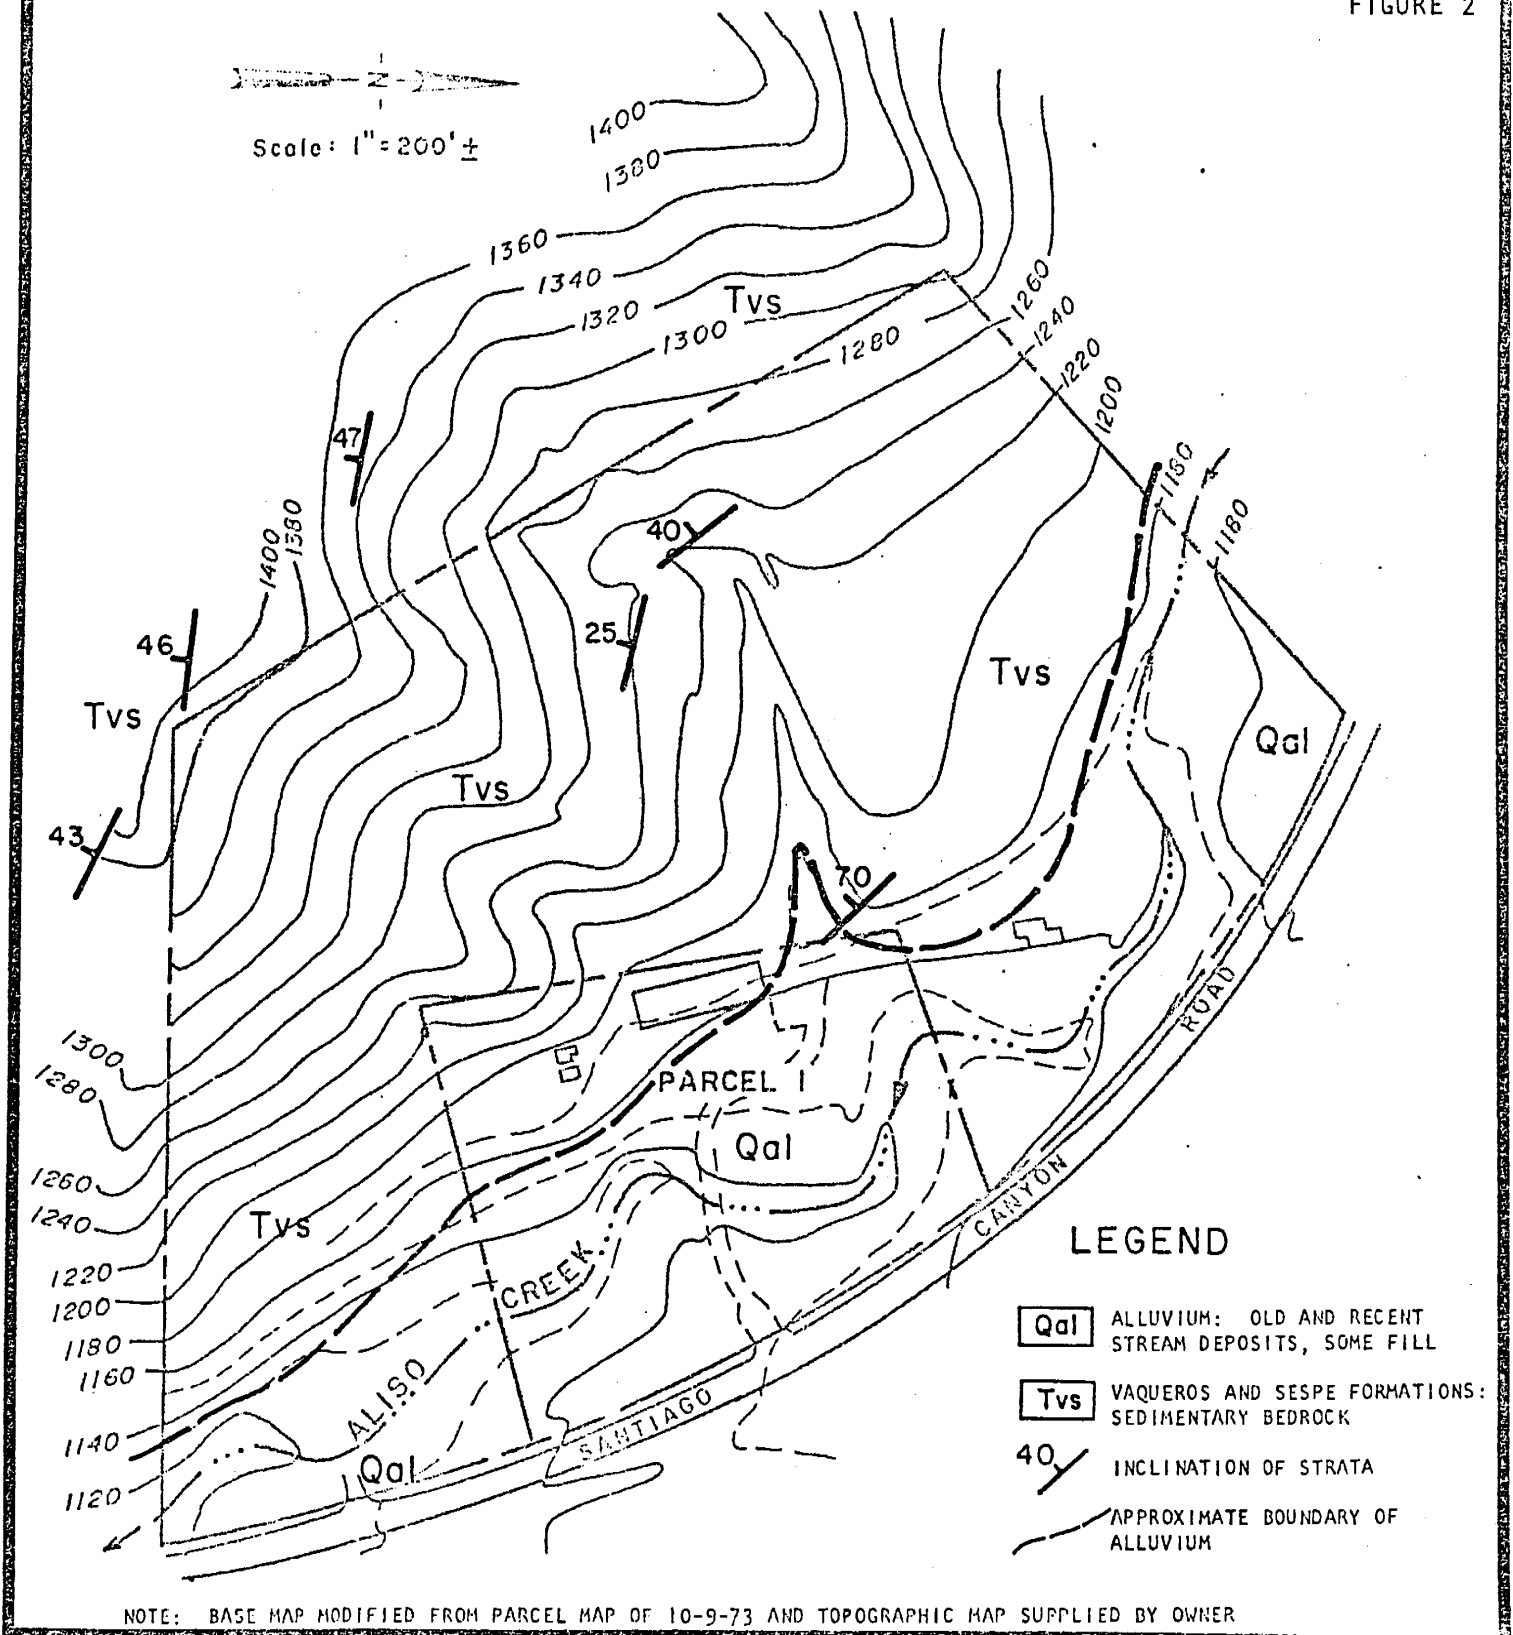 FIGURE 2
N
Scale: 1"=200'±
1400
1380
1360
1340
1320
1300
1280
Tvs
1260
1240
1220
1200
1180
1180
47
40
25
46
43
70
1400
1380
Tvs
Tvs
Tvs
Tvs
Qal
PARCEL 1
Qal
Qal
1300
1280
1260
1240
1220
1200
1180
1160
1140
1120
ALISO CREEK
SANTIAGO CANYON ROAD
LEGEND
Qal ALLUVIUM: OLD AND RECENT
STREAM DEPOSITS, SOME FILL
Tvs VAQUEROS AND SESPE FORMATIONS:
SEDIMENTARY BEDROCK
40 INCLINATION OF STRATA
APPROXIMATE BOUNDARY OF
ALLUVIUM
NOTE: BASE MAP MODIFIED FROM PARCEL MAP OF 10-9-73 AND TOPOGRAPHIC MAP SUPPLIED BY OWNER